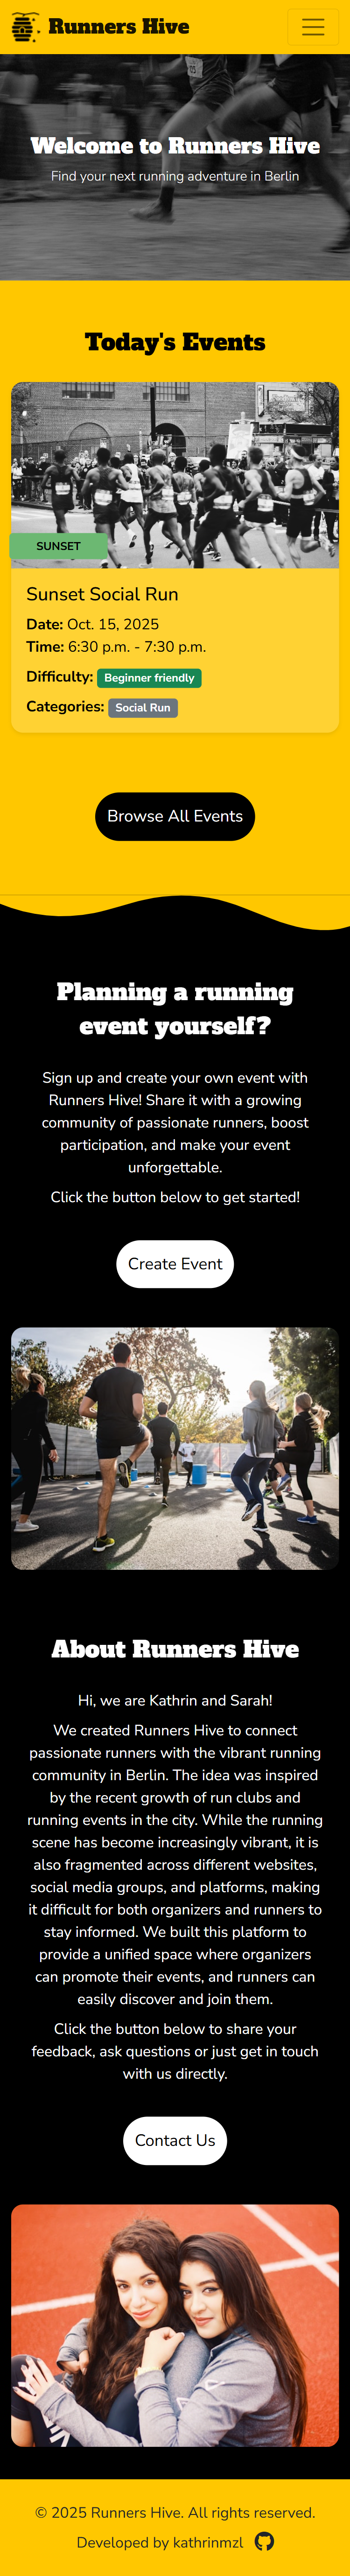 Runners Hive
Welcome to Runners Hive
Find your next running adventure in Berlin
Today's Events
SUNSET
Sunset Social Run
Date: Oct. 15, 2025
Time: 6:30 p.m. - 7:30 p.m.
Difficulty: Beginner friendly
Categories: Social Run
Browse All Events
Planning a running
event yourself?
Sign up and create your own event with
Runners Hive! Share it with a growing
community of passionate runners, boost
participation, and make your event
unforgettable.
Click the button below to get started!
Create Event
About Runners Hive
Hi, we are Kathrin and Sarah!
We created Runners Hive to connect
passionate runners with the vibrant running
community in Berlin. The idea was inspired
by the recent growth of run clubs and
running events in the city. While the running
scene has become increasingly vibrant, it is
also fragmented across different websites,
social media groups, and platforms, making
it difficult for both organizers and runners to
stay informed. We built this platform to
provide a unified space where organizers
can promote their events, and runners can
easily discover and join them.
Click the button below to share your
feedback, ask questions or just get in touch
with us directly.
Contact Us
© 2025 Runners Hive. All rights reserved.
Developed by kathrinmzl